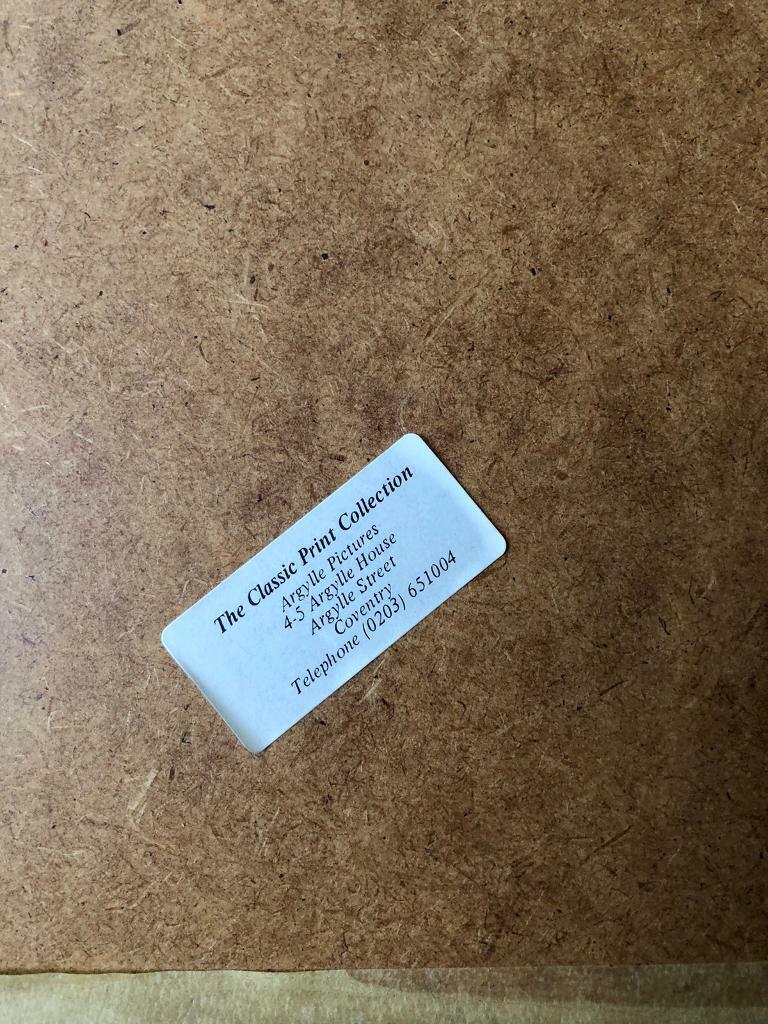 The Classic Print Collection
Argylle Pictures
4-5 Argylle House
Argylle Street
Coventry
Telephone (0203) 651004